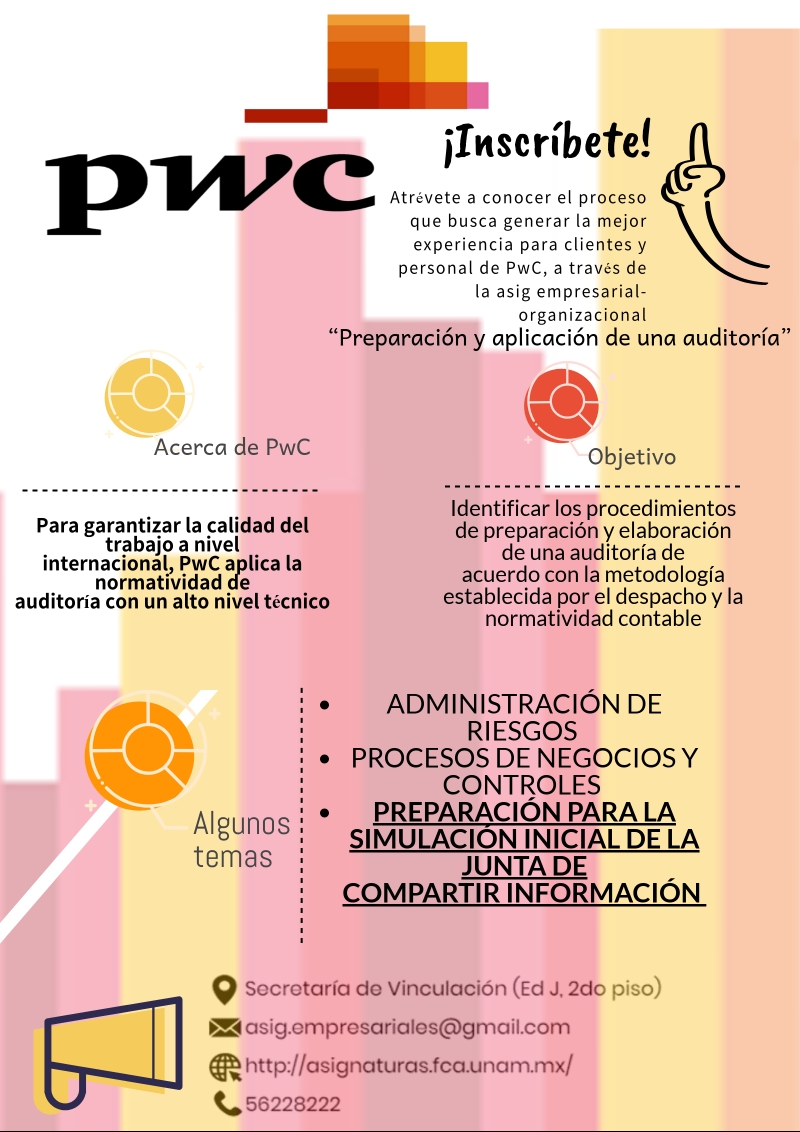 pwc
¡Inscríbete!
Atrévete a conocer el proceso
que busca generar la mejor
experiencia para clientes y
personal de PwC, a través de
la asig empresarial-
organizacional
“Preparación y aplicación de una auditoría”
Acerca de PwC
Para garantizar la calidad del
trabajo a nivel
internacional, PwC aplica la
normatividad de
auditoría con un alto nivel técnico
Objetivo
Identificar los procedimientos
de preparación y elaboración
de una auditoría de
acuerdo con la metodología
establecida por el despacho y la
normatividad contable
Algunos
temas
• ADMINISTRACIÓN DE
RIESGOS
• PROCESOS DE NEGOCIOS Y
CONTROLES
• PREPARACIÓN PARA LA
SIMULACIÓN INICIAL DE LA
JUNTA DE
COMPARTIR INFORMACIÓN
Secretaría de Vinculación (Ed J, 2do piso)
asig.empresariales@gmail.com
http://asignaturas.fca.unam.mx/
56228222